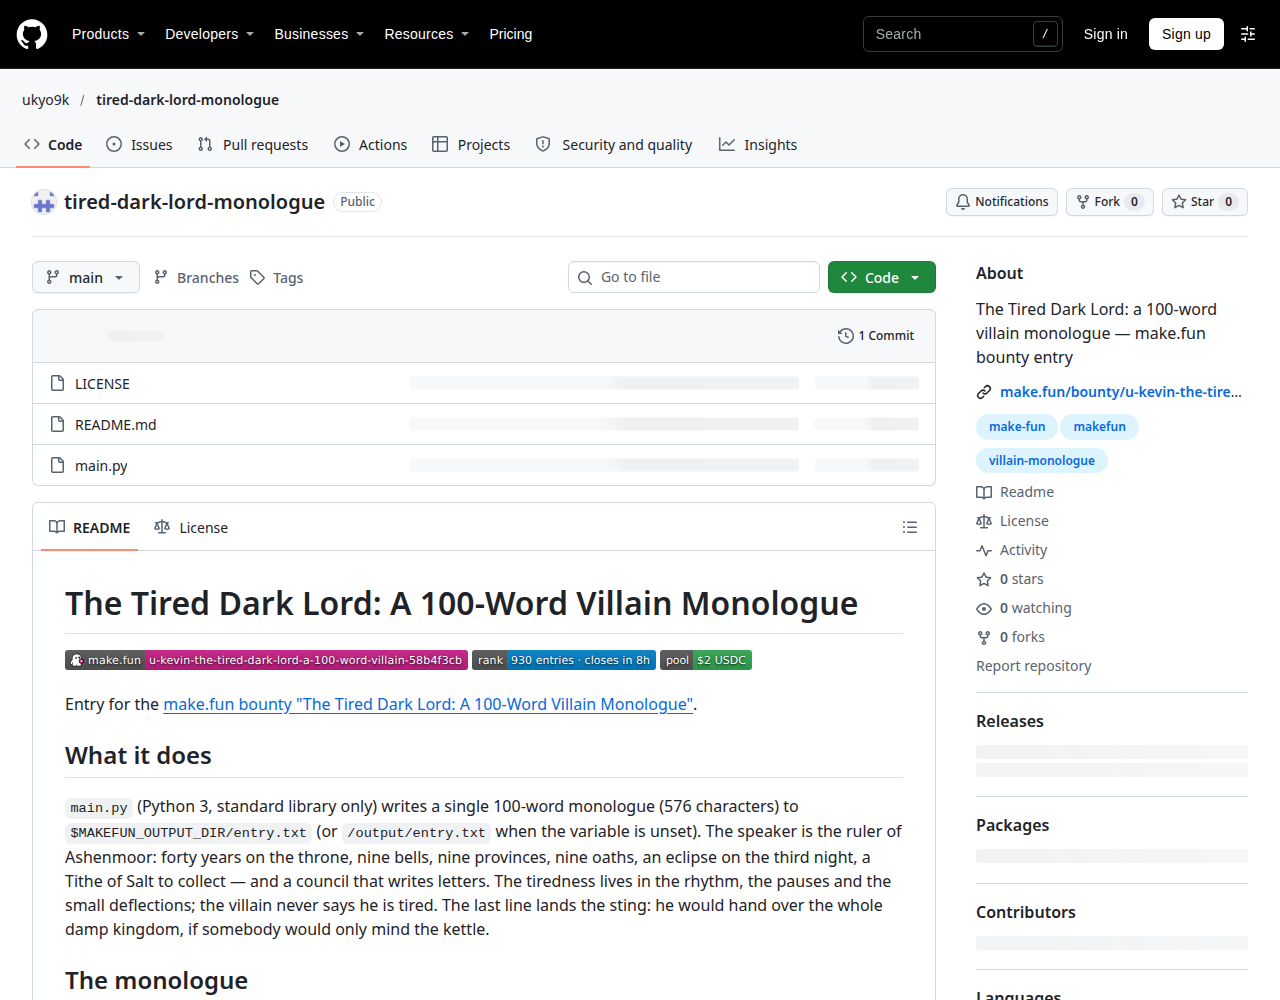 Products Developers Businesses Resources Pricing Search / Sign in Sign up
ukyo9k / tired-dark-lord-monologue
Code Issues Pull requests Actions Projects Security and quality Insights
tired-dark-lord-monologue Public Notifications Fork 0 Star 0
main Branches Tags Go to file Code
1 Commit
LICENSE
README.md
main.py
README License
The Tired Dark Lord: A 100-Word Villain Monologue
make.fun u-kevin-the-tired-dark-lord-a-100-word-villain-58b4f3cb rank 930 entries · closes in 8h pool $2 USDC
Entry for the make.fun bounty "The Tired Dark Lord: A 100-Word Villain Monologue".
What it does
main.py (Python 3, standard library only) writes a single 100-word monologue (576 characters) to
$MAKEFUN_OUTPUT_DIR/entry.txt (or /output/entry.txt when the variable is unset). The speaker is the ruler of
Ashenmoor: forty years on the throne, nine bells, nine provinces, nine oaths, an eclipse on the third night, a
Tithe of Salt to collect — and a council that writes letters. The tiredness lives in the rhythm, the pauses and the
small deflections; the villain never says he is tired. The last line lands the sting: he would hand over the whole
damp kingdom, if somebody would only mind the kettle.
The monologue
About
The Tired Dark Lord: a 100-word
villain monologue — make.fun
bounty entry
make.fun/bounty/u-kevin-the-tire...
make-fun makefun
villain-monologue
Readme
License
Activity
0 stars
0 watching
0 forks
Report repository
Releases
Packages
Contributors
Languages